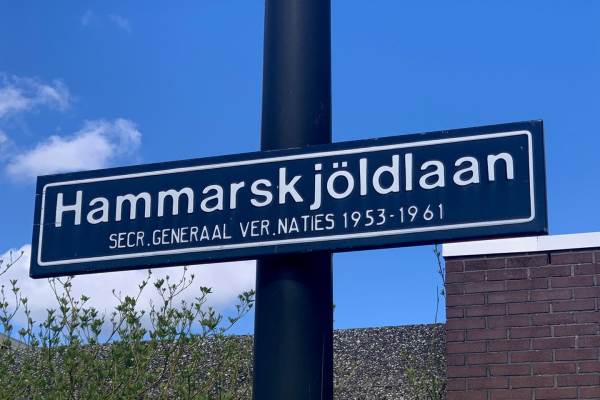 Hammarskjöldlaan
SECR.GENERAAL VER.NATIES 1953-1961